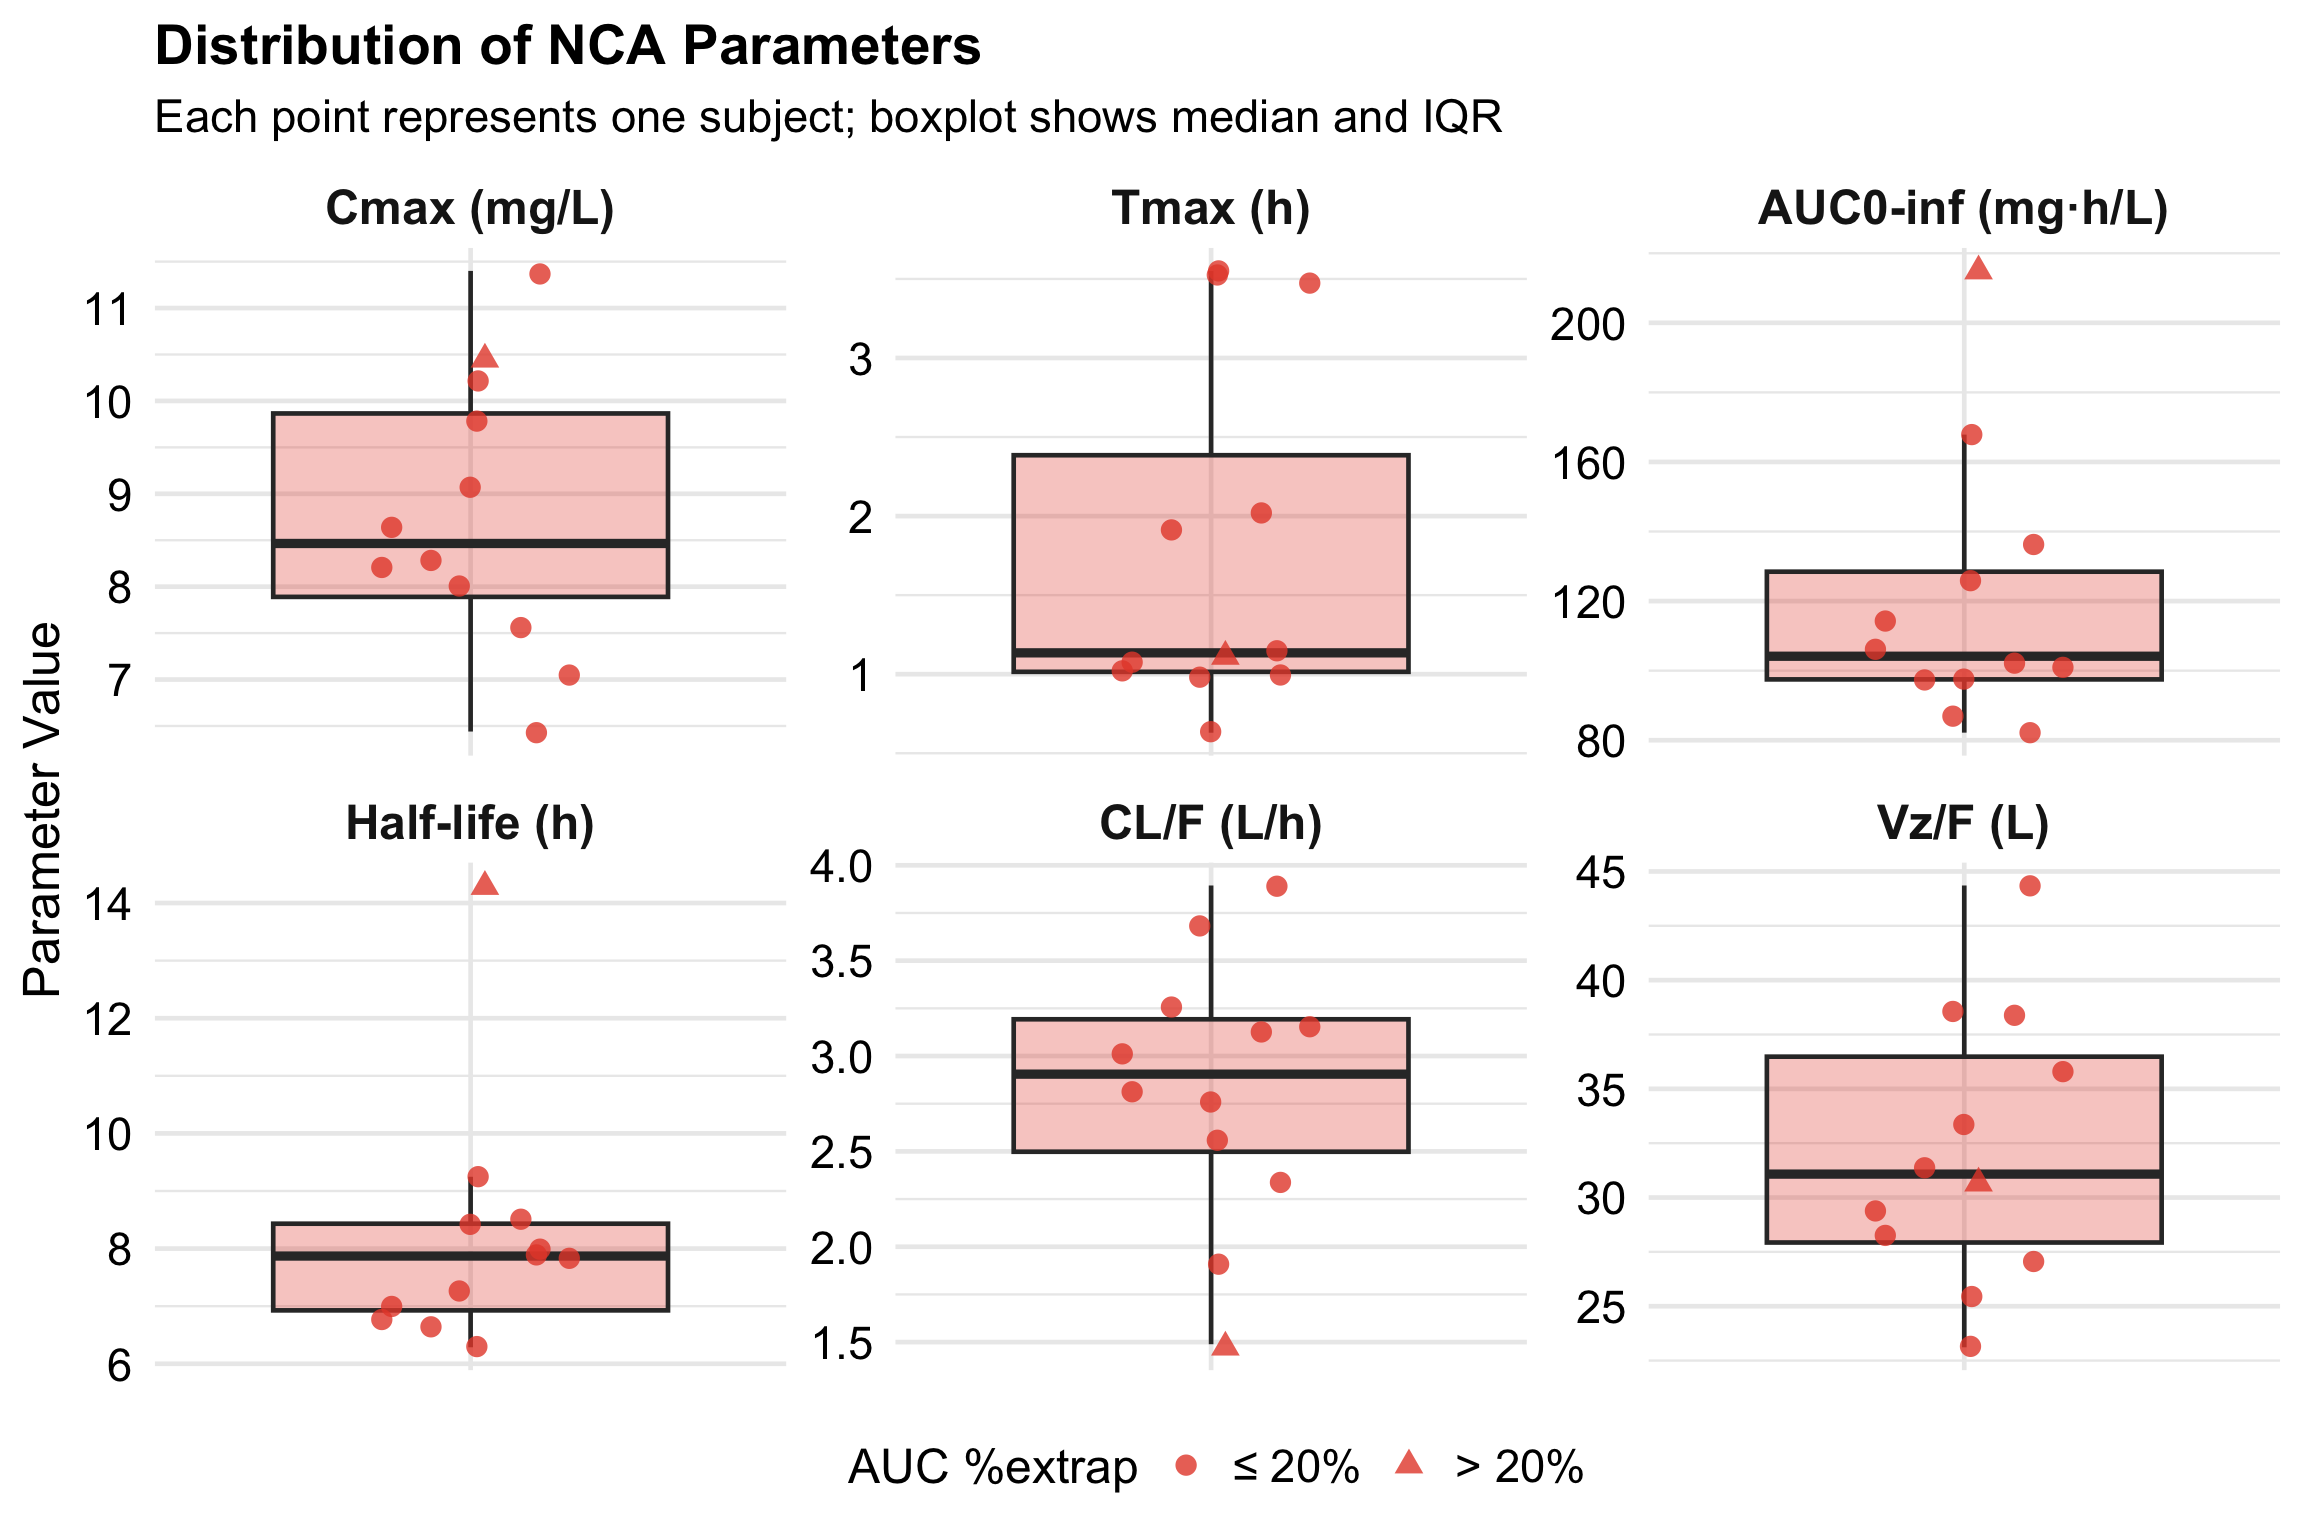 Distribution of NCA Parameters
Each point represents one subject; boxplot shows median and IQR
Parameter Value
Cmax (mg/L)
11
10
9
8
7
Tmax (h)
3
2
1
AUC0-inf (mg·h/L)
200
160
120
80
Half-life (h)
14
12
10
8
6
CL/F (L/h)
4.0
3.5
3.0
2.5
2.0
1.5
Vz/F (L)
45
40
35
30
25
AUC %extrap ≤ 20% > 20%